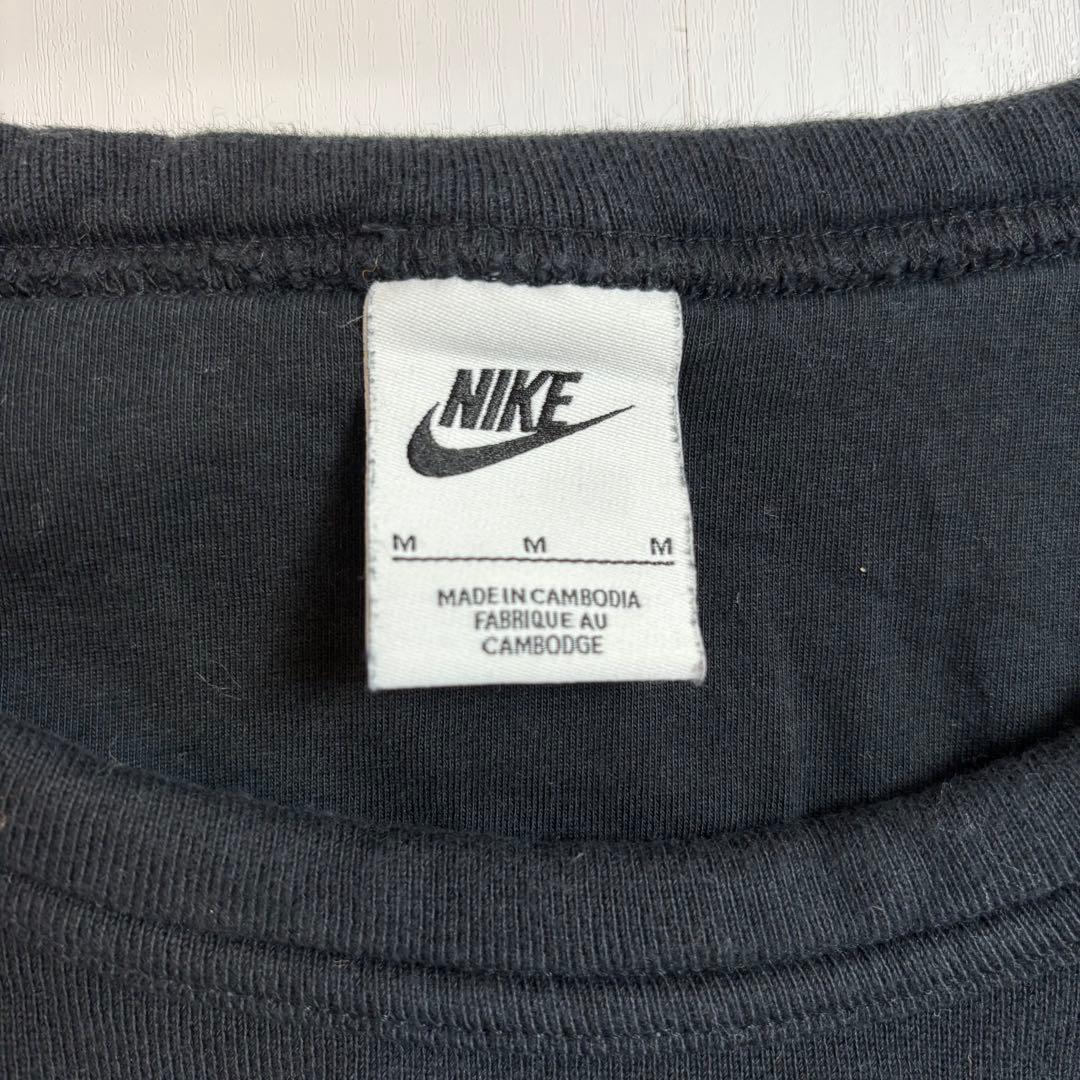 NIKE
M M M
MADE IN CAMBODIA
FABRIQUE AU
CAMBODGE